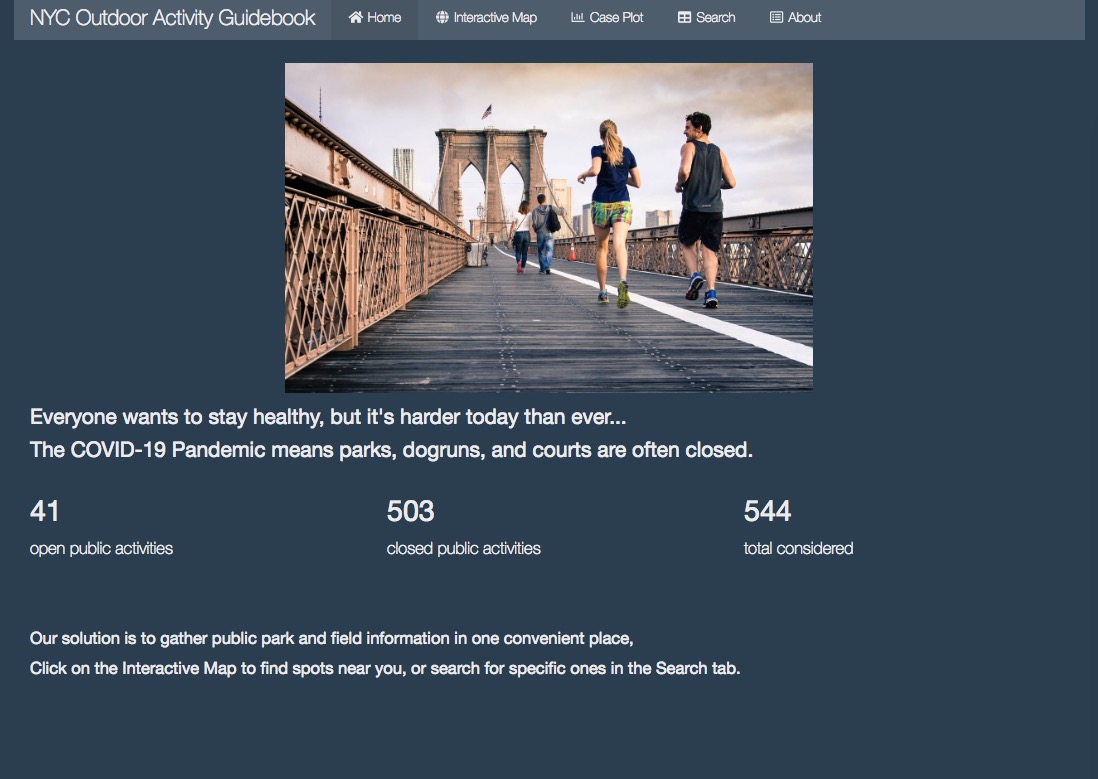 NYC Outdoor Activity Guidebook Home Interactive Map Case Plot Search About
Everyone wants to stay healthy, but it's harder today than ever...
The COVID-19 Pandemic means parks, dogruns, and courts are often closed.
41 503 544
open public activities closed public activities total considered
Our solution is to gather public park and field information in one convenient place,
Click on the Interactive Map to find spots near you, or search for specific ones in the Search tab.